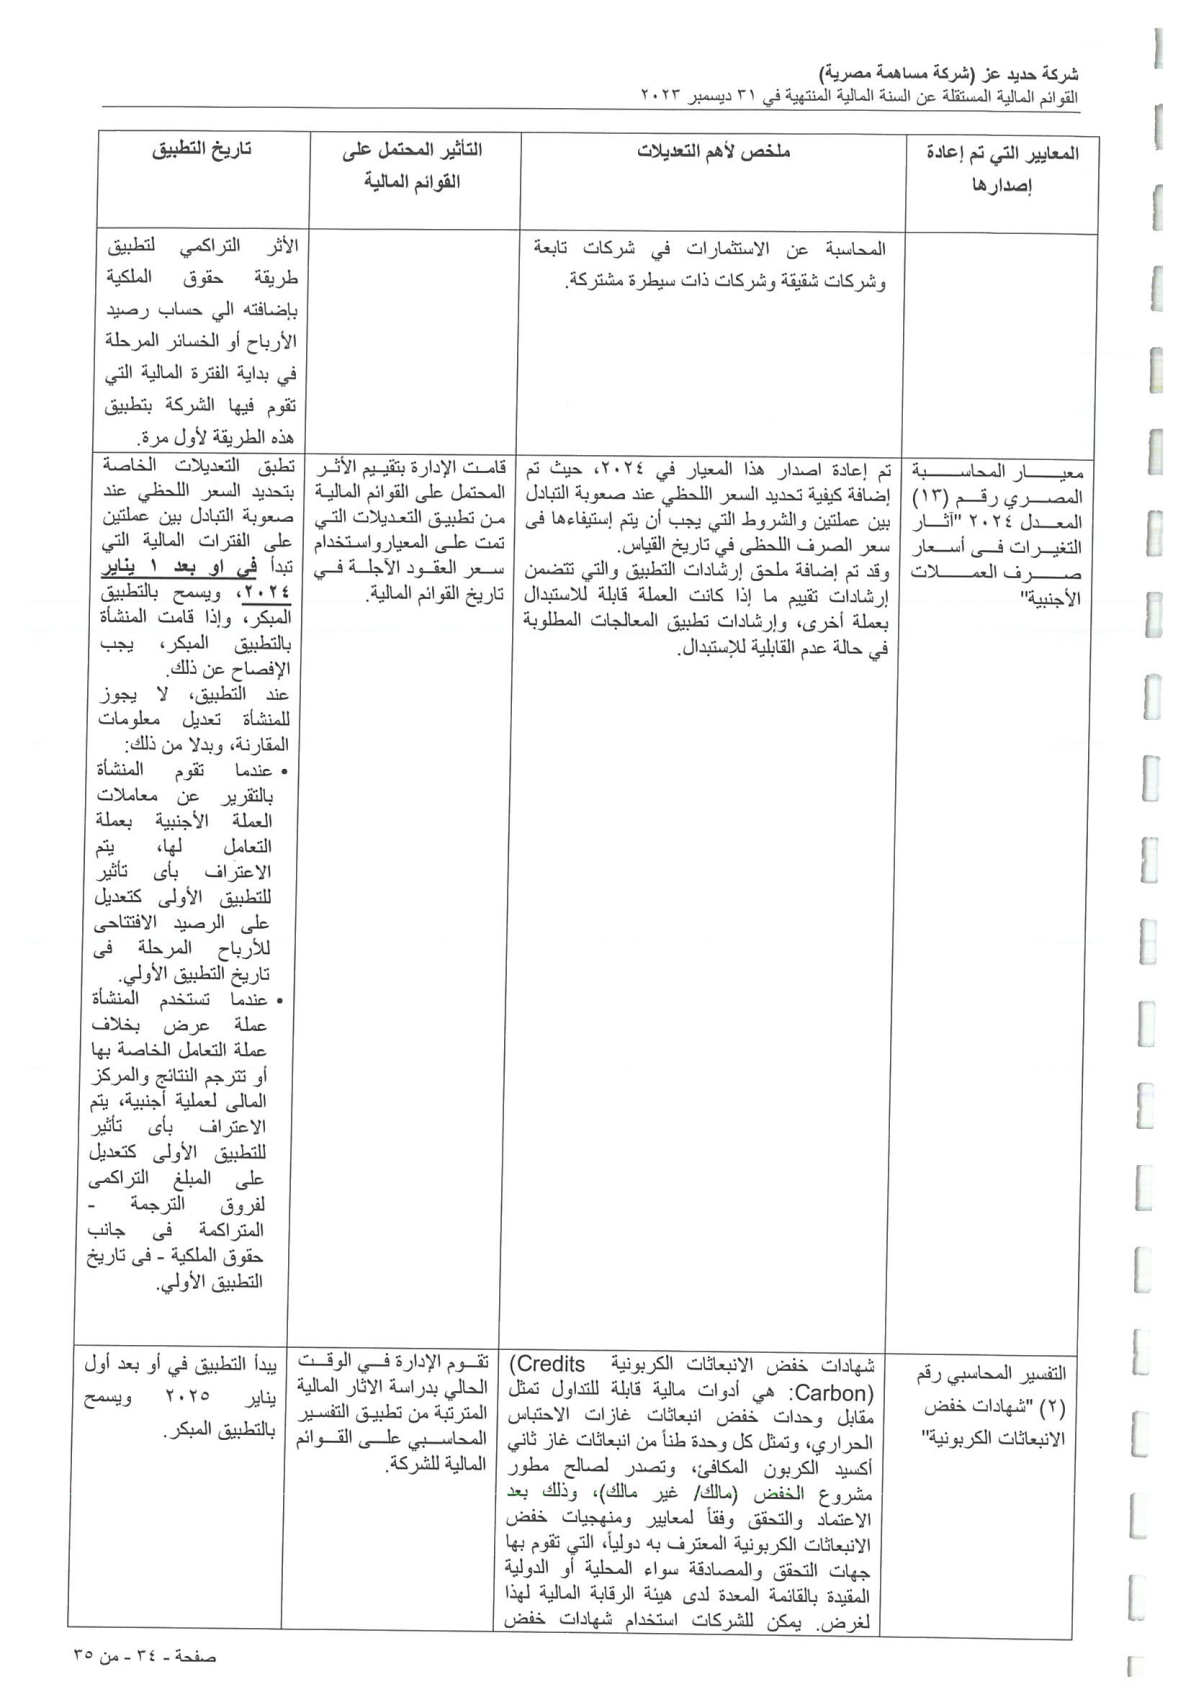 شركة حديد عز (شركة مساهمة مصرية)
القوائم المالية المستقلة عن السنة المالية المنتهية في ٣١ ديسمبر ٢٠٢٣
المعايير التي تم إعادة
إصدارها
ملخص لأهم التعديلات
التأثير المحتمل على
القوائم المالية
تاريخ التطبيق
المحاسبة عن الاستثمارات في شركات تابعة
وشركات شقيقة وشركات ذات سيطرة مشتركة.
الأثر التراكمي لتطبيق
طريقة حقوق الملكية
بإضافته الي حساب رصيد
الأرباح أو الخسائر المرحلة
في بداية الفترة المالية التي
تقوم فيها الشركة بتطبيق
هذه الطريقة لأول مرة.
معيار المحاسبة
المصري رقم (١٣)
المعدل ٢٠٢٤ "آثار
التغيرات فى أسعار
صرف العملات
الأجنبية"
تم إعادة اصدار هذا المعيار في ٢٠٢٤، حيث تم
إضافة كيفية تحديد السعر اللحظي عند صعوبة التبادل
بين عملتين والشروط التي يجب أن يتم إستيفاءها فى
سعر الصرف اللحظي في تاريخ القياس.
وقد تم إضافة ملحق إرشادات التطبيق والتي تتضمن
إرشادات تقييم ما إذا كانت العملة قابلة للاستبدال
بعملة أخرى، وإرشادات تطبيق المعالجات المطلوبة
في حالة عدم القابلية للإستبدال.
قامت الإدارة بتقييم الأثر
المحتمل على القوائم المالية
من تطبيق التعديلات التي
تمت على المعيار واستخدام
سعر العقود الآجلة في
تاريخ القوائم المالية.
تطبق التعديلات الخاصة
بتحديد السعر اللحظي عند
صعوبة التبادل بين عملتين
على الفترات المالية التي
تبدأ في او بعد ١ يناير
٢٠٢٤، ويسمح بالتطبيق
المبكر، وإذا قامت المنشأة
بالتطبيق المبكر، يجب
الإفصاح عن ذلك.
عند التطبيق، لا يجوز
للمنشأة تعديل معلومات
المقارنة، وبدلا من ذلك:
• عندما تقوم المنشأة
بالتقرير عن معاملات
العملة الأجنبية بعملة
التعامل لها، يتم
الاعتراف بأى تأثير
للتطبيق الأولى كتعديل
على الرصيد الافتتاحى
للأرباح المرحلة فى
تاريخ التطبيق الأولي.
• عندما تستخدم المنشأة
عملة عرض بخلاف
عملة التعامل الخاصة بها
أو تترجم النتائج والمركز
المالى لعملية أجنبية، يتم
الاعتراف بأى تأثير
للتطبيق الأولى كتعديل
على المبلغ التراكمى
لفروق الترجمة -
المتراكمة فى جانب
حقوق الملكية - فى تاريخ
التطبيق الأولي.
التفسير المحاسبي رقم
(٢) "شهادات خفض
الانبعاثات الكربونية"
شهادات خفض الانبعاثات الكربونية Credits)
(Carbon: هي أدوات مالية قابلة للتداول تمثل
مقابل وحدات خفض انبعاثات غازات الاحتباس
الحراري، وتمثل كل وحدة طناً من انبعاثات غاز ثاني
أكسيد الكربون المكافئ، وتصدر لصالح مطور
مشروع الخفض (مالك/ غير مالك)، وذلك بعد
الاعتماد والتحقق وفقاً لمعايير ومنهجيات خفض
الانبعاثات الكربونية المعترف به دولياً، التي تقوم بها
جهات التحقق والمصادقة سواء المحلية أو الدولية
المقيدة بالقائمة المعدة لدى هيئة الرقابة المالية لهذا
لغرض. يمكن للشركات استخدام شهادات خفض
تقوم الإدارة في الوقت
الحالي بدراسة الاثار المالية
المترتبة من تطبيق التفسير
المحاسبي على القوائم
المالية للشركة.
يبدأ التطبيق في أو بعد أول
يناير ٢٠٢٥ ويسمح
بالتطبيق المبكر.
صفحة - ٣٤ - من ٣٥